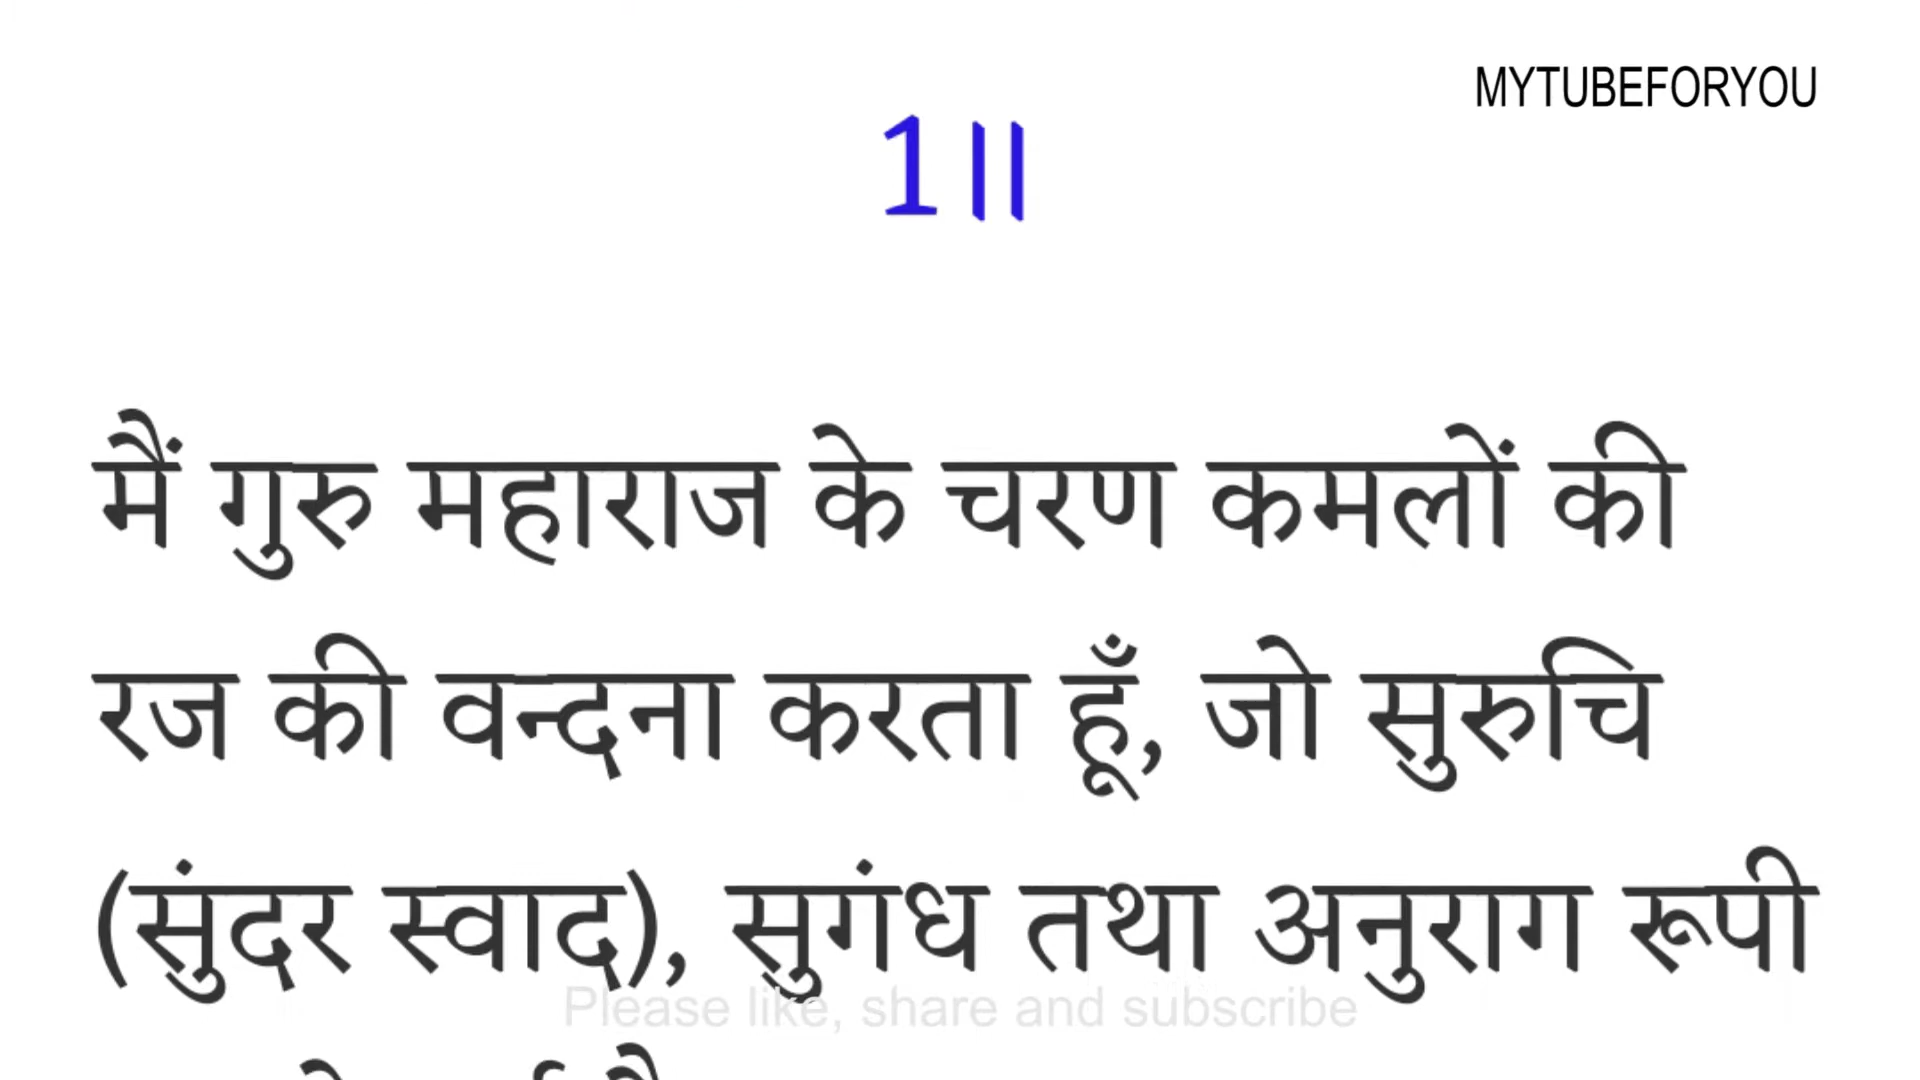 MYTUBEFORYOU
1॥
मैं गुरु महाराज के चरण कमलों की
रज की वन्दना करता हूँ, जो सुरुचि
(सुंदर स्वाद), सुगंध तथा अनुराग रूपी
Please like, share and subscribe